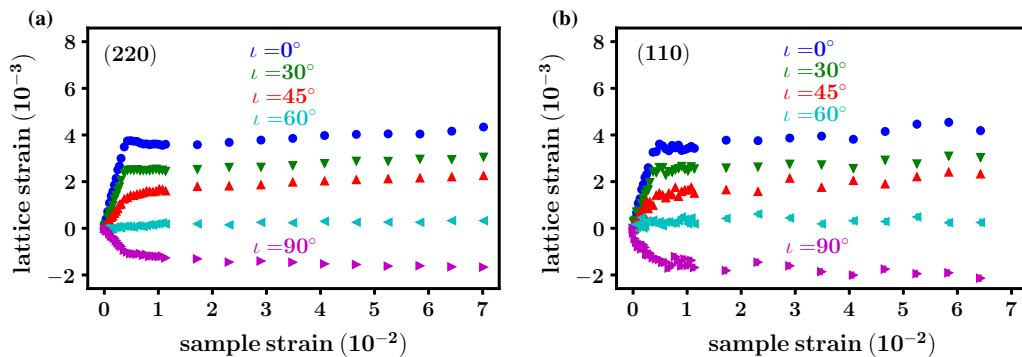 (a)
(220)
ι =0°
ι =30°
ι =45°
ι =60°
ι =90°
8
6
4
2
0
−2
lattice strain (10⁻³)
0 1 2 3 4 5 6 7
sample strain (10⁻²)
(b)
(110)
ι =0°
ι =30°
ι =45°
ι =60°
ι =90°
8
6
4
2
0
−2
lattice strain (10⁻³)
0 1 2 3 4 5 6 7
sample strain (10⁻²)